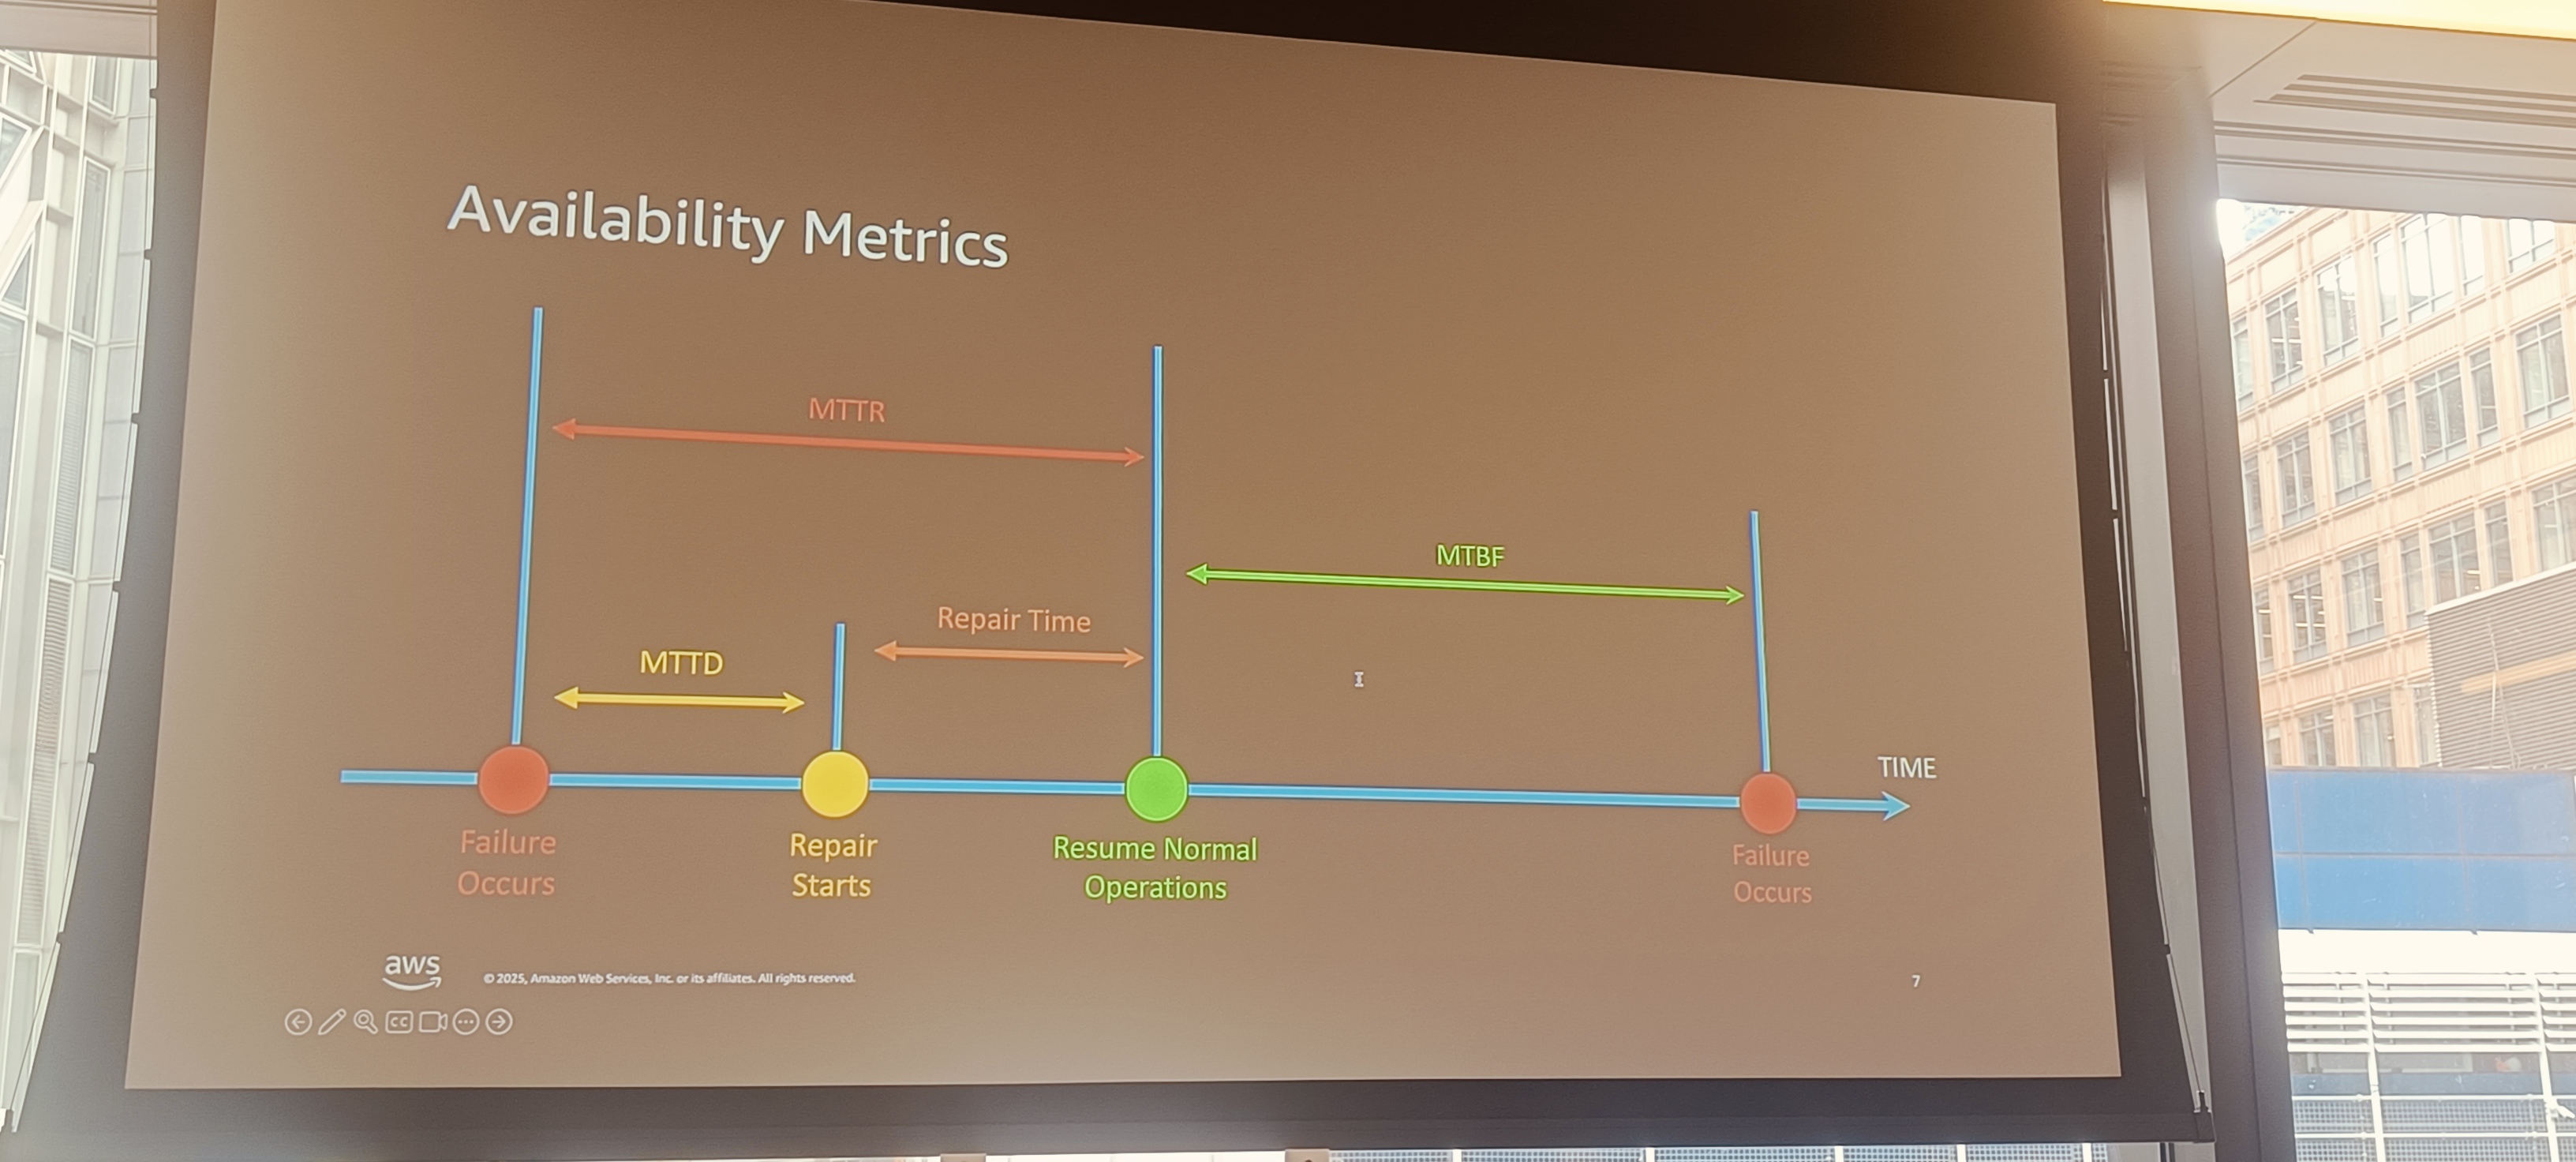 Availability Metrics
MTTR
MTBF
Repair Time
MTTD
TIME
Failure
Occurs
Repair
Starts
Resume Normal
Operations
Failure
Occurs
aws
© 2025, Amazon Web Services, Inc. or its affiliates. All rights reserved.
7
CC